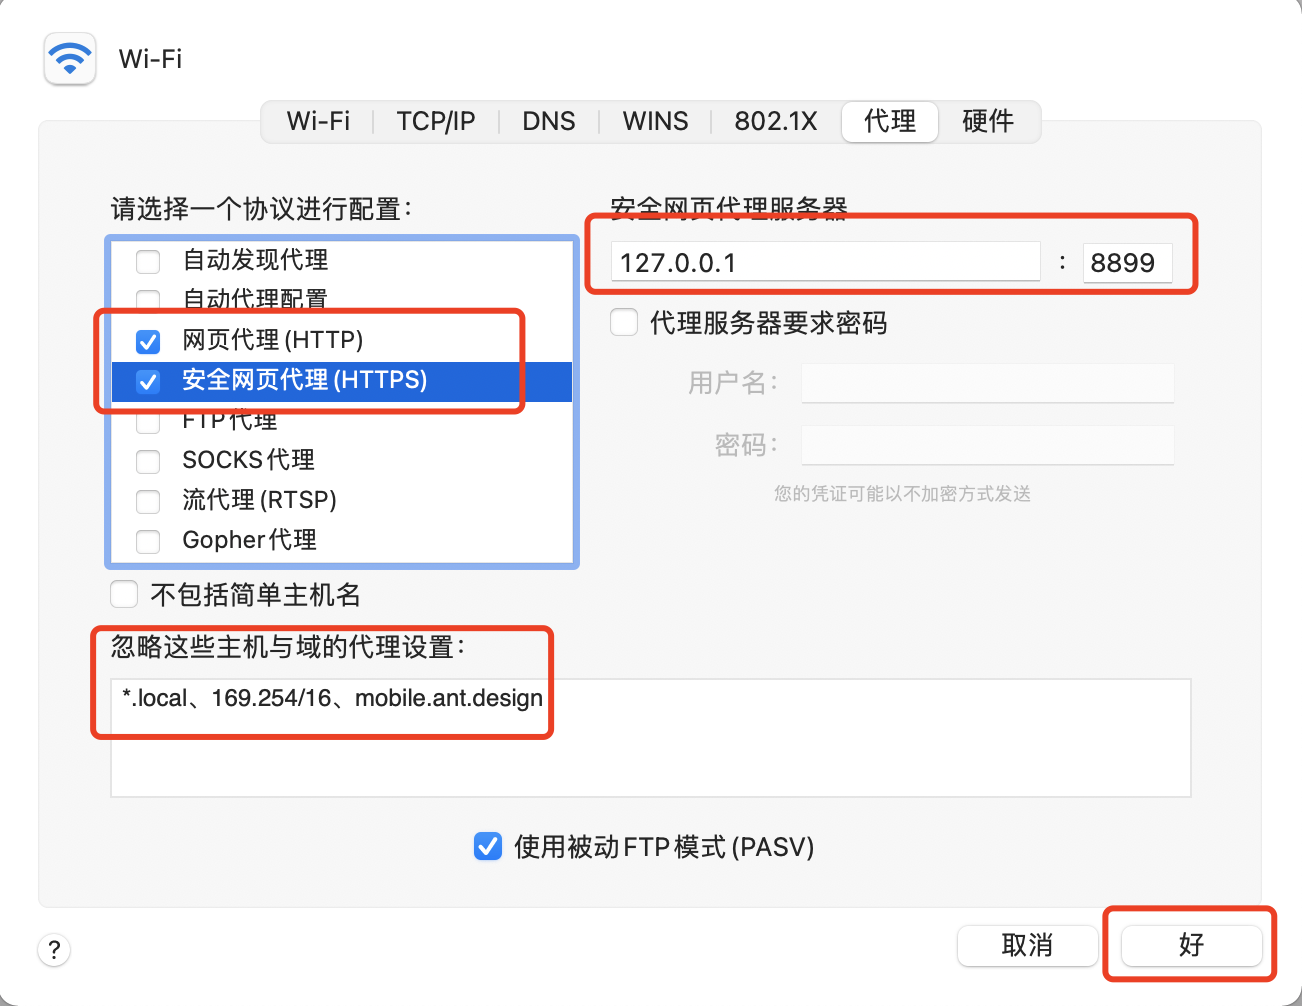 Wi-Fi
Wi-Fi TCP/IP DNS WINS 802.1X 代理 硬件
请选择一个协议进行配置：
自动发现代理
自动代理配置
网页代理(HTTP)
安全网页代理(HTTPS)
FTP代理
SOCKS代理
流代理(RTSP)
Gopher代理
不包括简单主机名
安全网页代理服务器
127.0.0.1 : 8899
代理服务器要求密码
用户名：
密码：
您的凭证可能以不加密方式发送
忽略这些主机与域的代理设置：
*.local、169.254/16、mobile.ant.design
使用被动FTP模式(PASV)
? 取消 好